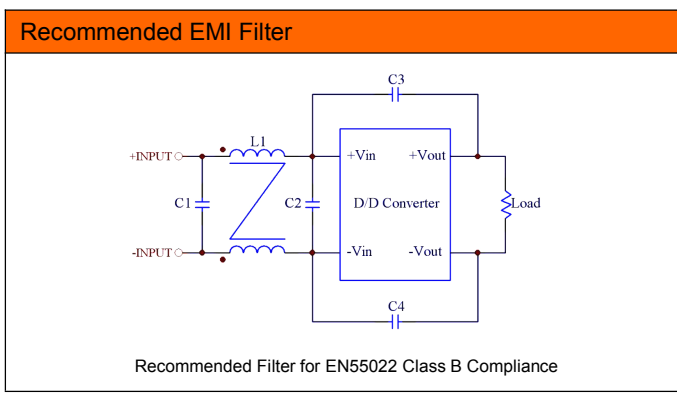 Recommended EMI Filter
C3
L1
+INPUT
+Vin
+Vout
C1
C2
D/D Converter
Load
-INPUT
-Vin
-Vout
C4
Recommended Filter for EN55022 Class B Compliance